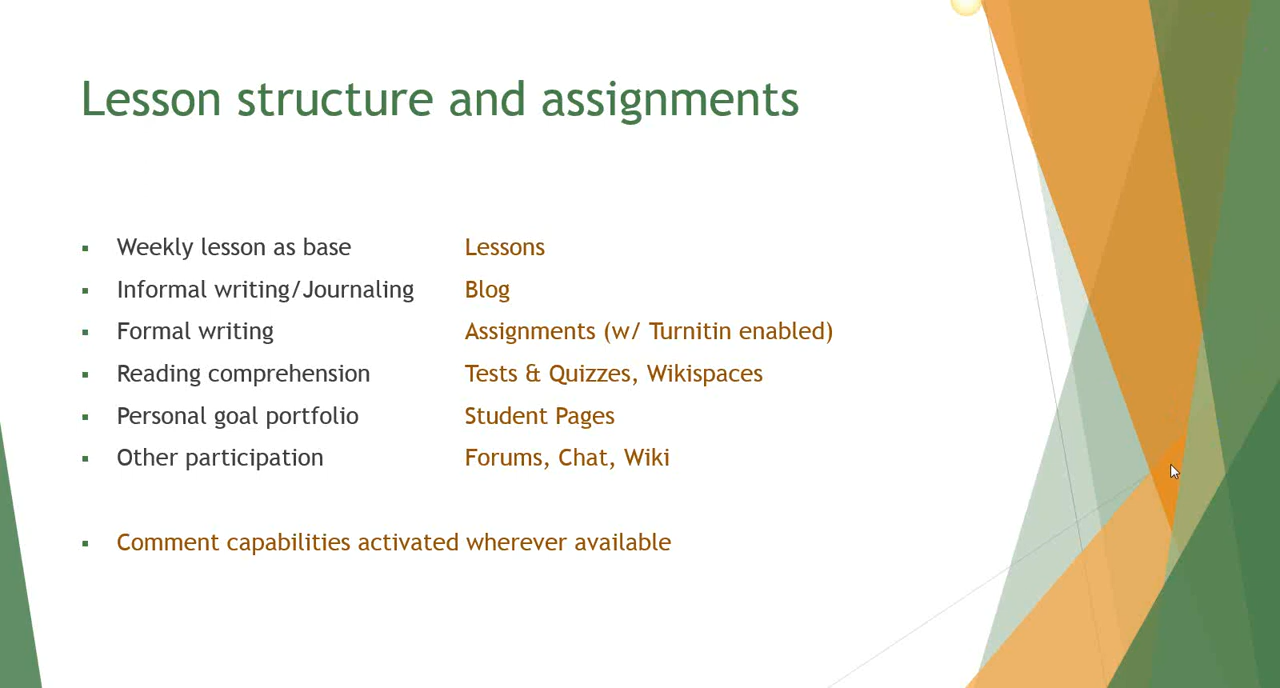 Lesson structure and assignments
Weekly lesson as base Lessons
Informal writing/Journaling Blog
Formal writing Assignments (w/ Turnitin enabled)
Reading comprehension Tests & Quizzes, Wikispaces
Personal goal portfolio Student Pages
Other participation Forums, Chat, Wiki
Comment capabilities activated wherever available